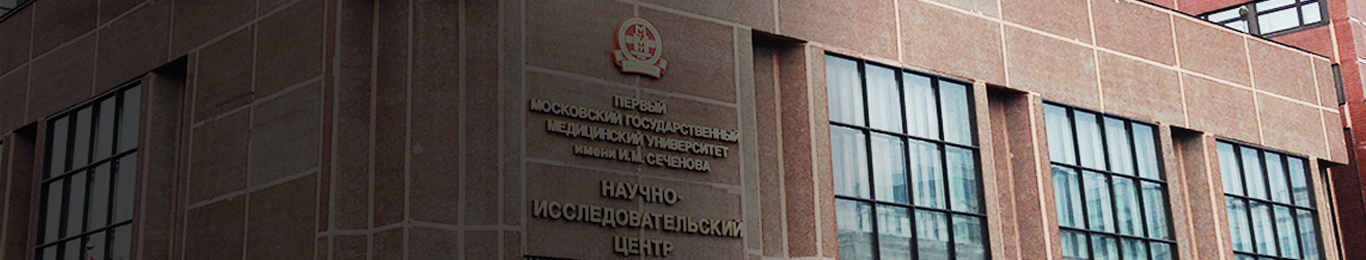 ПЕРВЫЙ
МОСКОВСКИЙ ГОСУДАРСТВЕННЫЙ
МЕДИЦИНСКИЙ УНИВЕРСИТЕТ
имени И.М. СЕЧЕНОВА
НАУЧНО-
ИССЛЕДОВАТЕЛЬСКИЙ
ЦЕНТР